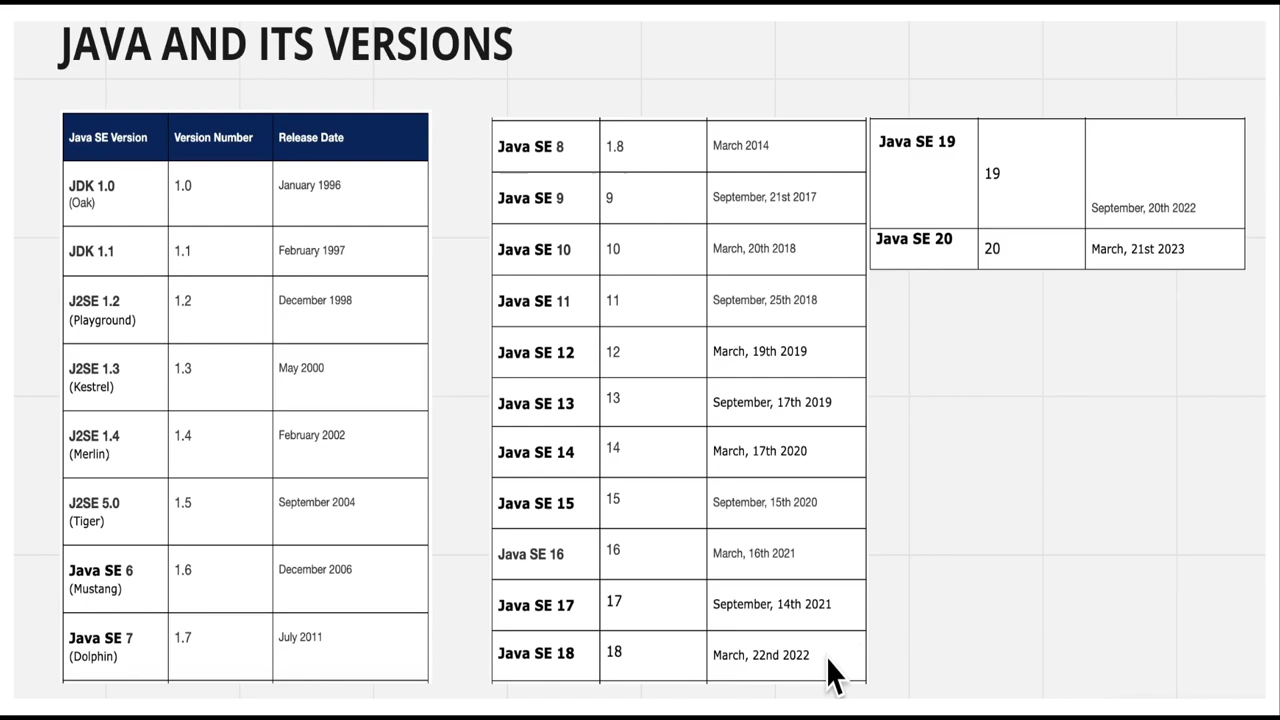 JAVA AND ITS VERSIONS
Java SE Version Version Number Release Date
JDK 1.0 1.0 January 1996
(Oak)
JDK 1.1 1.1 February 1997
J2SE 1.2 1.2 December 1998
(Playground)
J2SE 1.3 1.3 May 2000
(Kestrel)
J2SE 1.4 1.4 February 2002
(Merlin)
J2SE 5.0 1.5 September 2004
(Tiger)
Java SE 6 1.6 December 2006
(Mustang)
Java SE 7 1.7 July 2011
(Dolphin)
Java SE 8 1.8 March 2014
Java SE 9 9 September, 21st 2017
Java SE 10 10 March, 20th 2018
Java SE 11 11 September, 25th 2018
Java SE 12 12 March, 19th 2019
Java SE 13 13 September, 17th 2019
Java SE 14 14 March, 17th 2020
Java SE 15 15 September, 15th 2020
Java SE 16 16 March, 16th 2021
Java SE 17 17 September, 14th 2021
Java SE 18 18 March, 22nd 2022
Java SE 19
19
September, 20th 2022
Java SE 20 20 March, 21st 2023